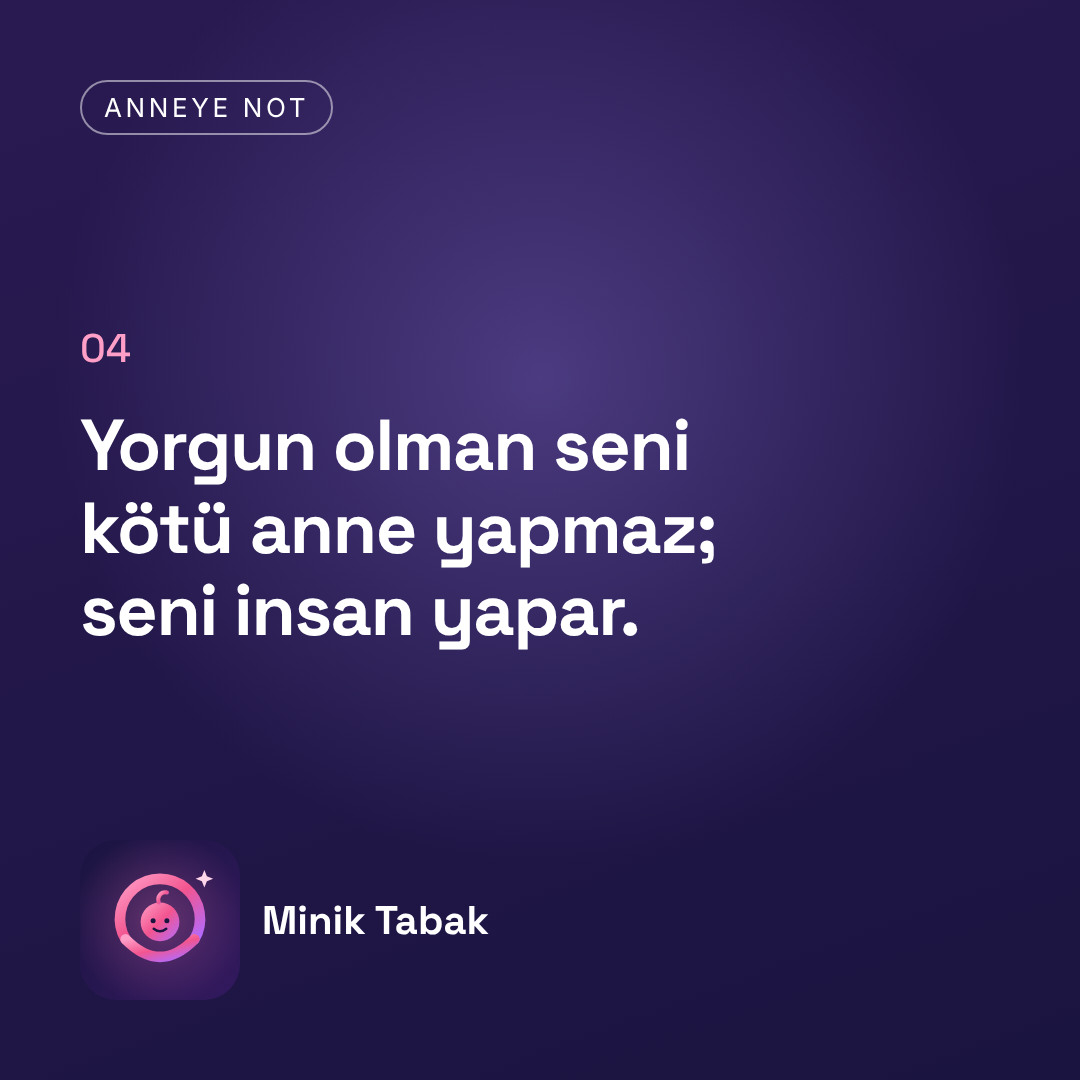 ANNEYE NOT
04
Yorgun olman seni
kötü anne yapmaz;
seni insan yapar.
Minik Tabak